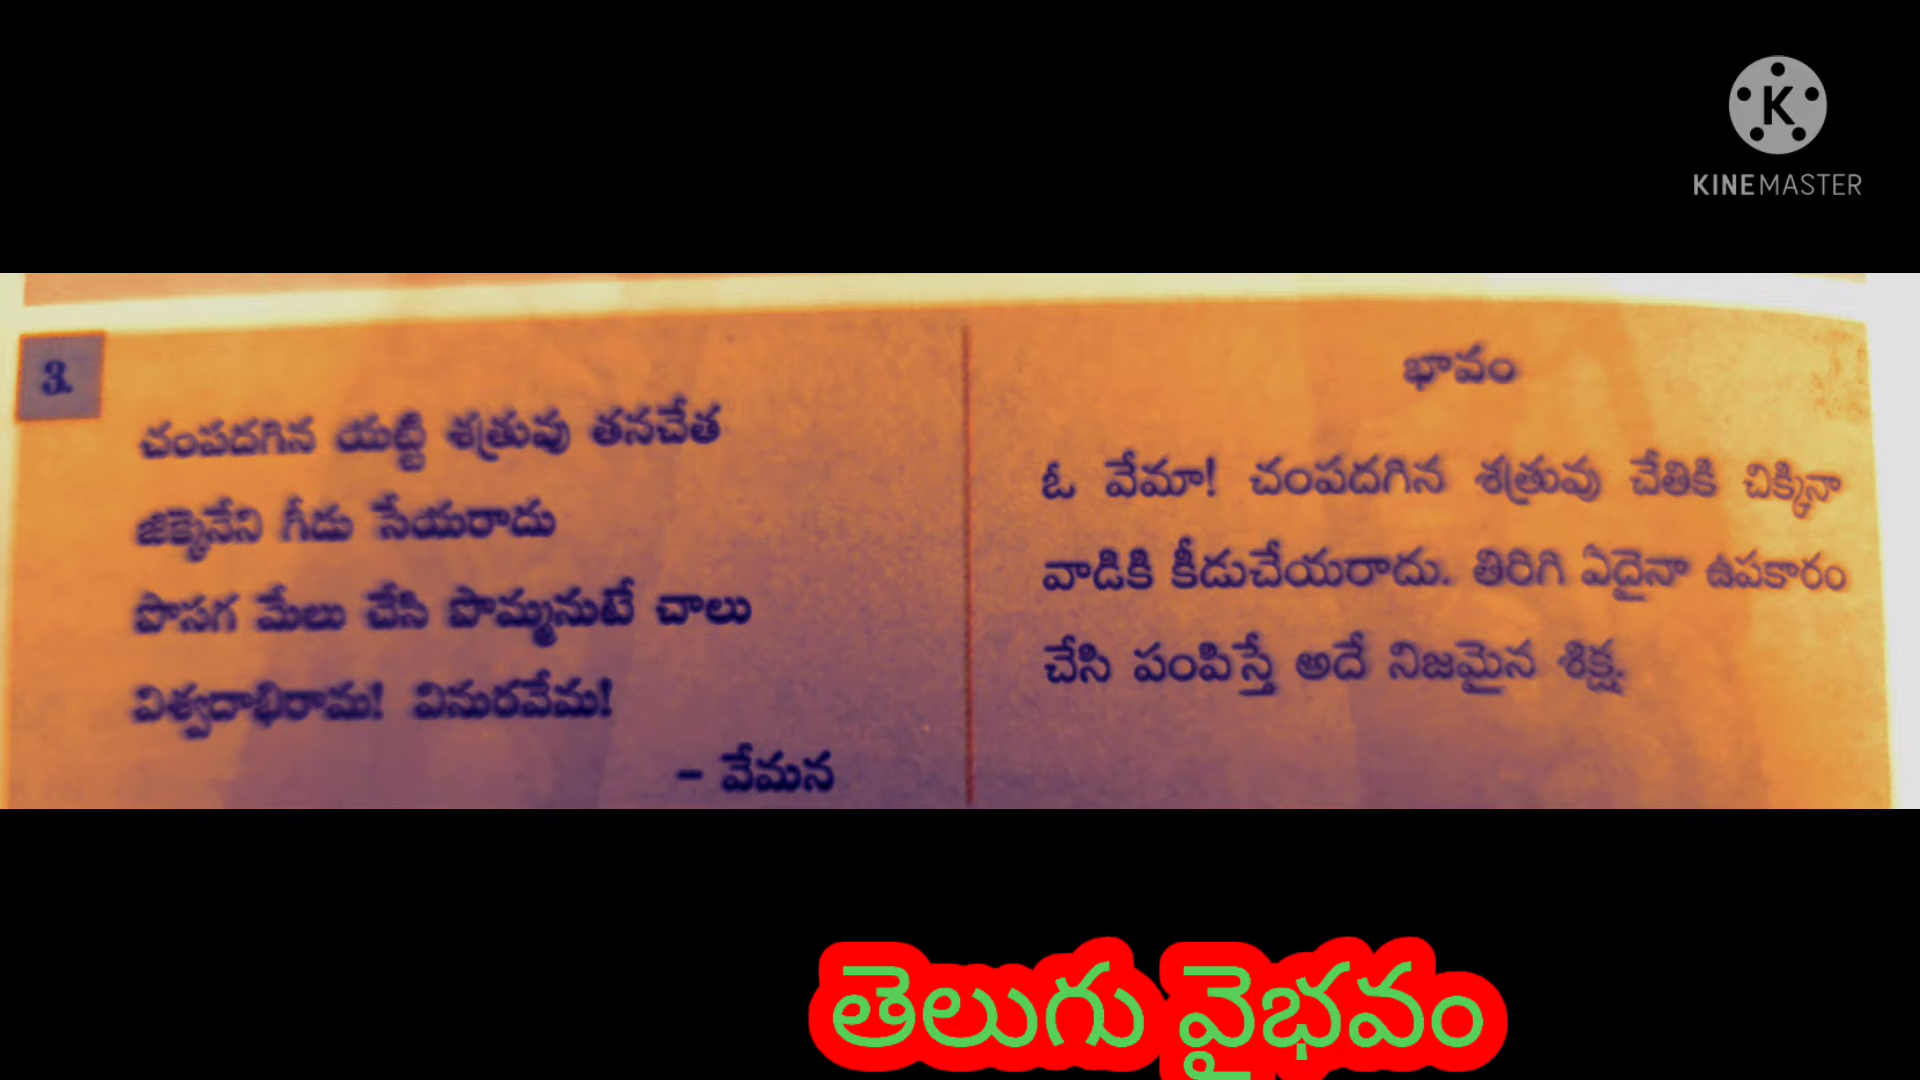 KINEMASTER
3.
చంపదగిన యట్టి శత్రువు తనచేత
జిక్కెనేని గీడు సేయరాదు
పొసగ మేలు చేసి పొమ్మనుటే చాలు
విశ్వదాభిరామ! వినురవేమ!
– వేమన
భావం
ఓ వేమా! చంపదగిన శత్రువు చేతికి చిక్కినా
వాడికి కీడుచేయరాదు. తిరిగి ఏదైనా ఉపకారం
చేసి పంపిస్తే అదే నిజమైన శిక్ష.
తెలుగు వైభవం